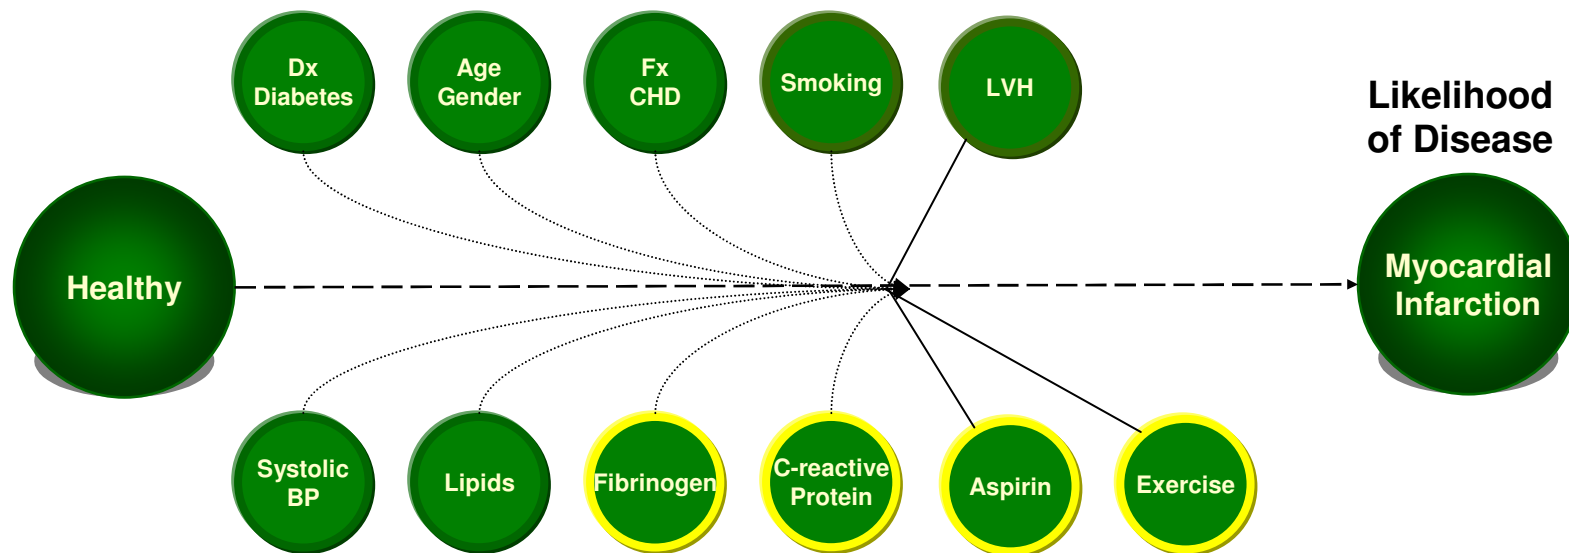 Dx
Diabetes
Age
Gender
Fx
CHD
Smoking
LVH
Likelihood
of Disease
Healthy
Myocardial
Infarction
Systolic
BP
Lipids
Fibrinogen
C-reactive
Protein
Aspirin
Exercise